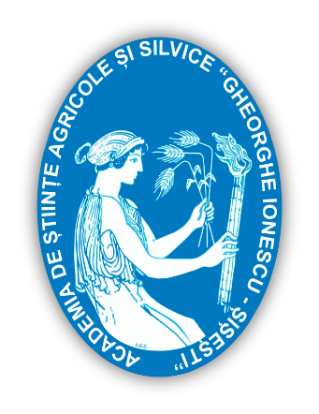 ACADEMIA DE ȘTIINȚE AGRICOLE ȘI SILVICE "GHEORGHE IONESCU - ȘIȘEȘTI"